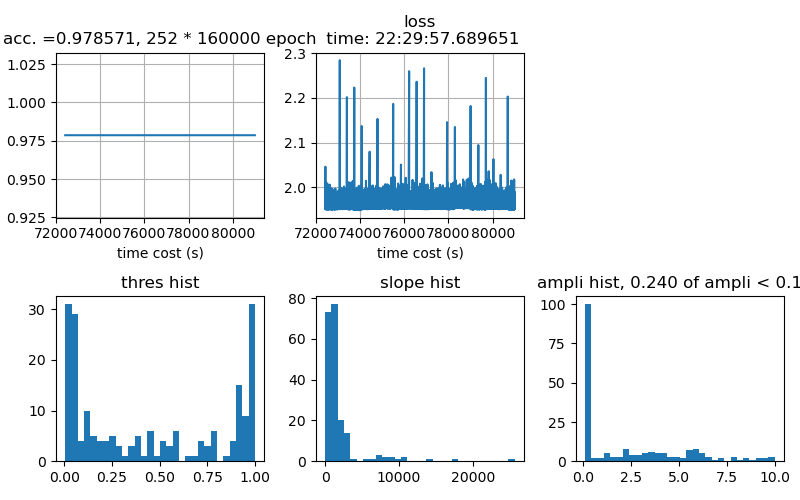 loss
acc. =0.978571, 252 * 160000 epoch time: 22:29:57.689651
1.025
1.000
0.975
0.950
0.925
72000 74000 76000 78000 80000
time cost (s)
2.3
2.2
2.1
2.0
72000 74000 76000 78000 80000
time cost (s)
thres hist
30
20
10
0
0.00 0.25 0.50 0.75 1.00
slope hist
80
60
40
20
0
0 10000 20000
ampli hist, 0.240 of ampli < 0.1
100
75
50
25
0
0.0 2.5 5.0 7.5 10.0